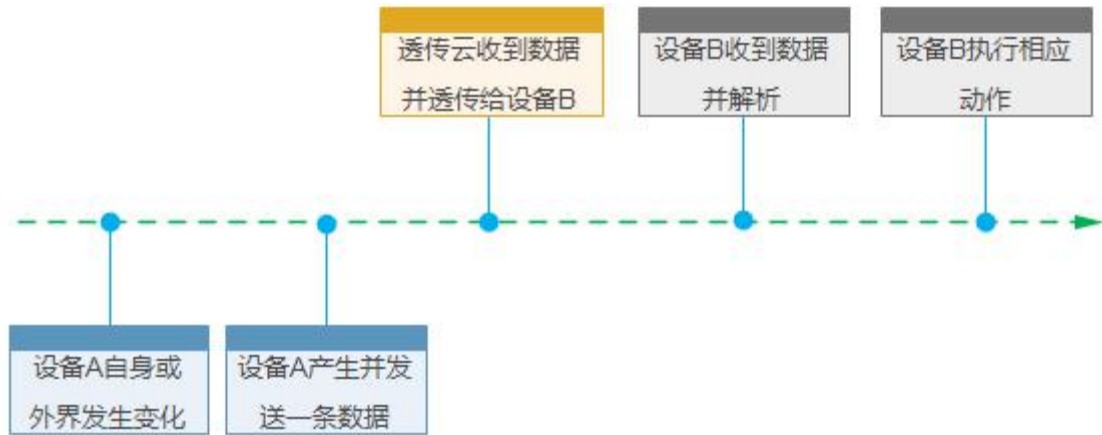 透传云收到数据
并透传给设备B
设备B收到数据
并解析
设备B执行相应
动作
设备A自身或
外界发生变化
设备A产生并发
送一条数据